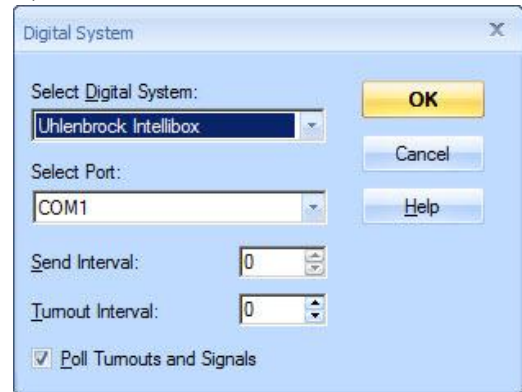 Digital System
Select Digital System:
OK
Uhlenbrock Intellibox
Cancel
Select Port:
COM1
Help
Send Interval: 0
Turnout Interval: 0
Poll Turnouts and Signals